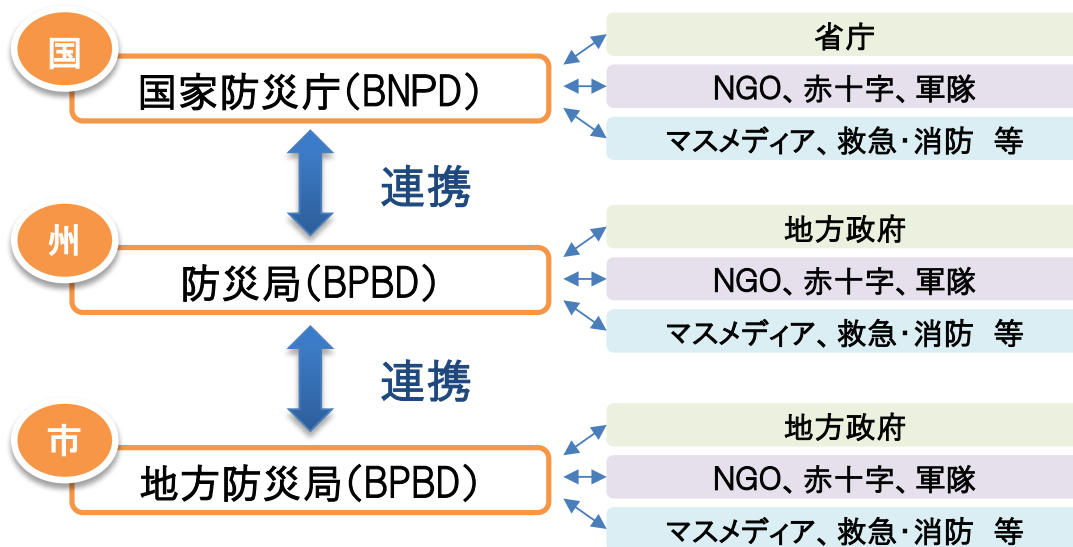 国
国家防災庁(BNPD)
省庁
NGO、赤十字、軍隊
マスメディア、救急・消防　等
連携
州
防災局(BPBD)
地方政府
NGO、赤十字、軍隊
マスメディア、救急・消防　等
連携
市
地方防災局(BPBD)
地方政府
NGO、赤十字、軍隊
マスメディア、救急・消防　等